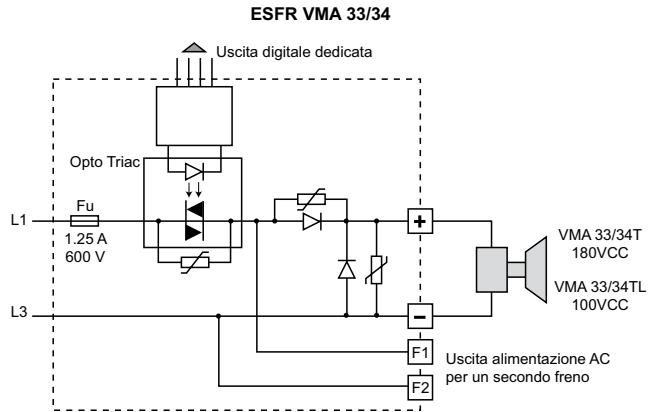 ESFR VMA 33/34
Uscita digitale dedicata
Opto Triac
L1
Fu
1.25 A
600 V
+
VMA 33/34T
180VCC
VMA 33/34TL
100VCC
L3
−
F1
Uscita alimentazione AC
per un secondo freno
F2